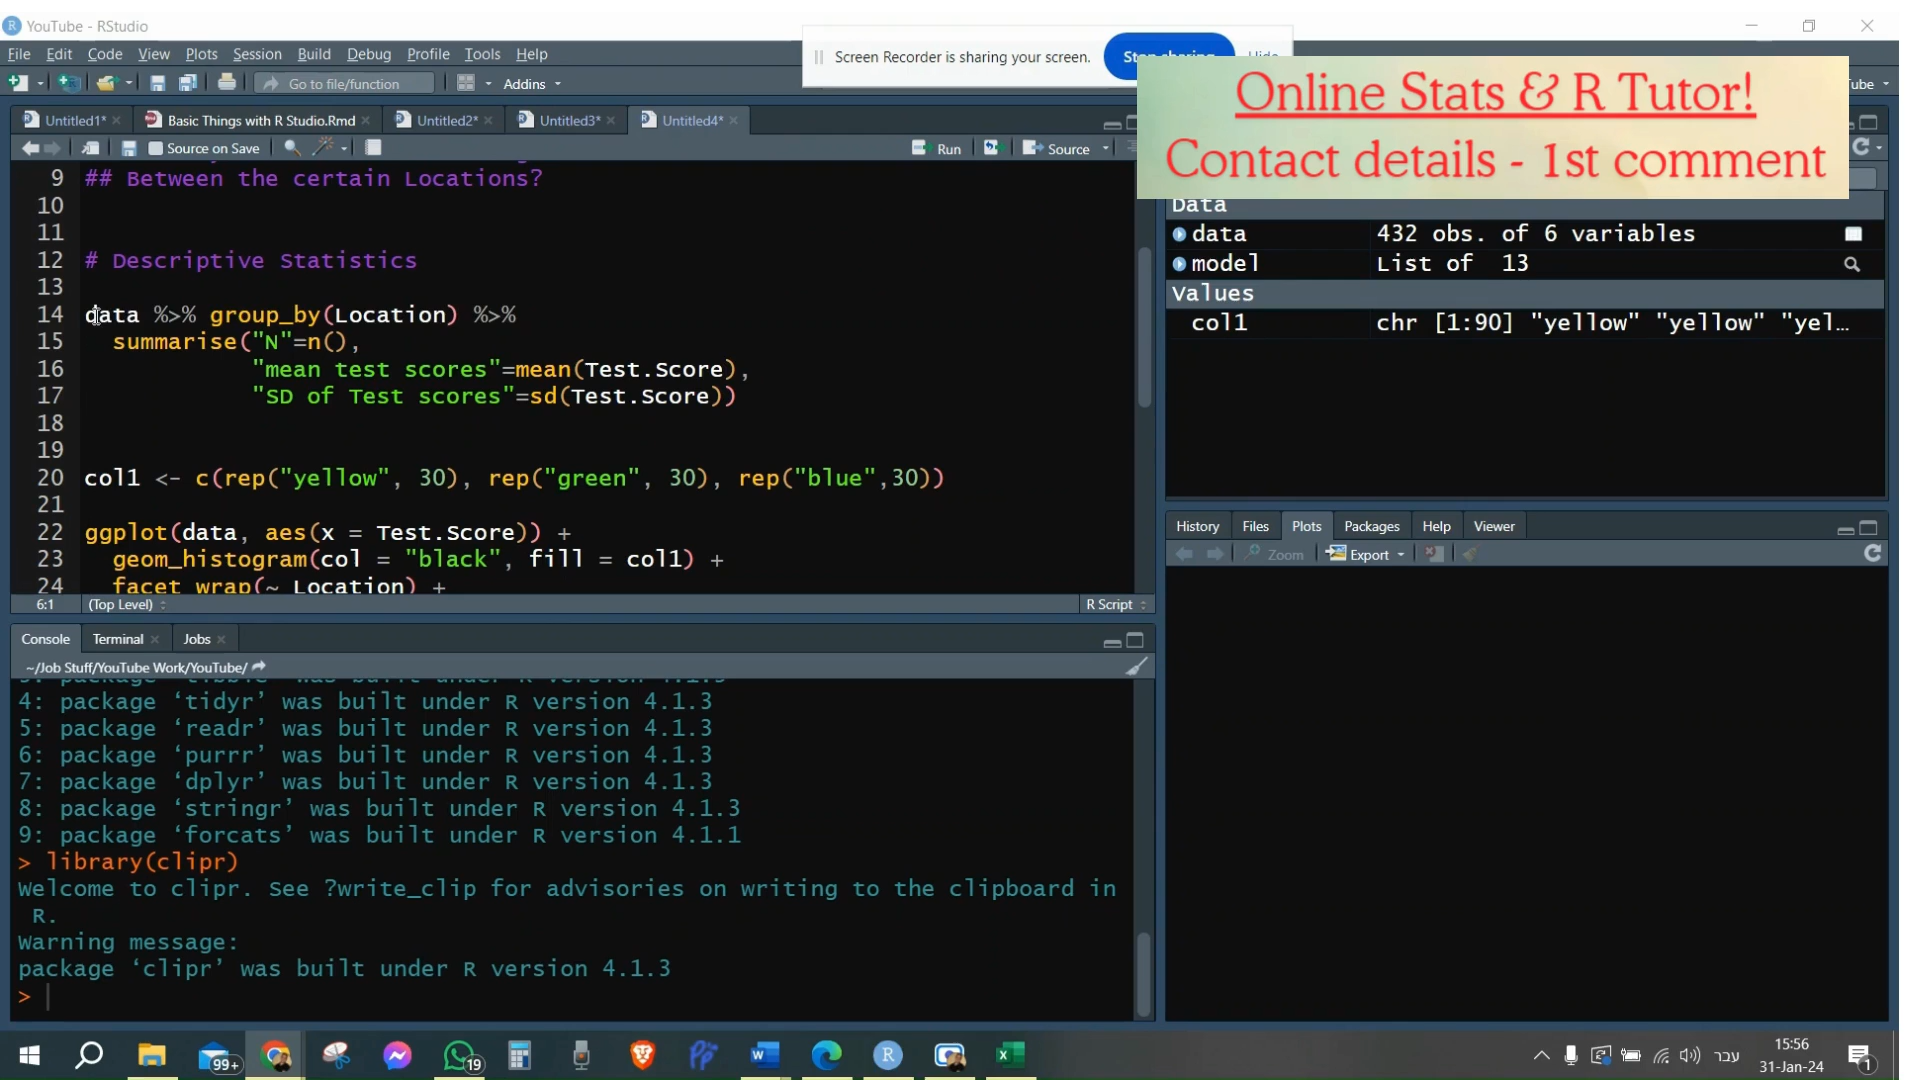 YouTube - RStudio
File Edit Code View Plots Session Build Debug Profile Tools Help
Screen Recorder is sharing your screen.
Stop sharing
Hide
Go to file/function
Addins
Online Stats & R Tutor!
Contact details - 1st comment
Untitled1*
Basic Things with R Studio.Rmd
Untitled2*
Untitled3*
Untitled4*
Source on Save
Run
Source
9 ## Between the certain Locations?
10
11
12 # Descriptive Statistics
13
14 data %>% group_by(Location) %>%
15 summarise("N"=n(),
16 "mean test scores"=mean(Test.Score),
17 "SD of Test scores"=sd(Test.Score))
18
19
20 col1 <- c(rep("yellow", 30), rep("green", 30), rep("blue",30))
21
22 ggplot(data, aes(x = Test.Score)) +
23 geom_histogram(col = "black", fill = col1) +
24 facet_wrap(~ Location) +
6:1 (Top Level)
R Script
Data
data 432 obs. of 6 variables
model List of 13
Values
col1 chr [1:90] "yellow" "yellow" "yel…
History Files Plots Packages Help Viewer
Zoom Export
Console Terminal Jobs
~/Job Stuff/YouTube Work/YouTube/
4: package ‘tidyr’ was built under R version 4.1.3
5: package ‘readr’ was built under R version 4.1.3
6: package ‘purrr’ was built under R version 4.1.3
7: package ‘dplyr’ was built under R version 4.1.3
8: package ‘stringr’ was built under R version 4.1.3
9: package ‘forcats’ was built under R version 4.1.1
> library(clipr)
Welcome to clipr. See ?write_clip for advisories on writing to the clipboard in
R.
Warning message:
package ‘clipr’ was built under R version 4.1.3
>
99+
19
עבר
15:56
31-Jan-24
1